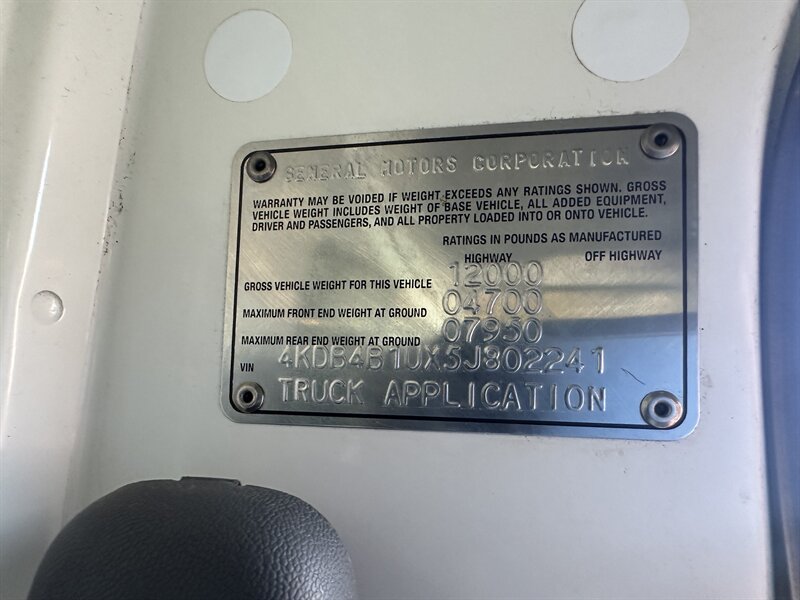 GENERAL MOTORS CORPORATION
WARRANTY MAY BE VOIDED IF WEIGHT EXCEEDS ANY RATINGS SHOWN. GROSS
VEHICLE WEIGHT INCLUDES WEIGHT OF BASE VEHICLE, ALL ADDED EQUIPMENT,
DRIVER AND PASSENGERS, AND ALL PROPERTY LOADED INTO OR ONTO VEHICLE.
RATINGS IN POUNDS AS MANUFACTURED
HIGHWAY OFF HIGHWAY
GROSS VEHICLE WEIGHT FOR THIS VEHICLE 12000
MAXIMUM FRONT END WEIGHT AT GROUND 04700
MAXIMUM REAR END WEIGHT AT GROUND 07950
VIN 4KDB4B1UX5J802241
TRUCK APPLICATION